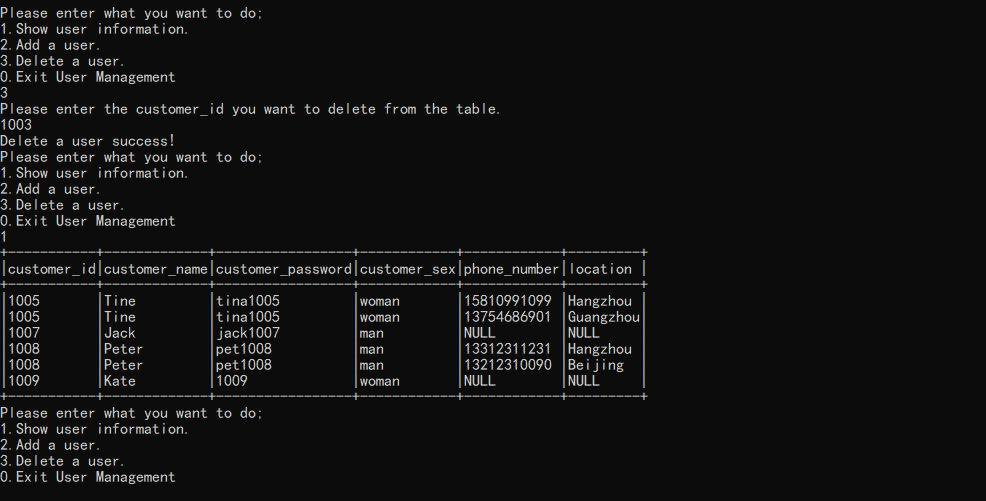 Please enter what you want to do;
1.Show user information.
2.Add a user.
3.Delete a user.
0.Exit User Management
3
Please enter the customer_id you want to delete from the table.
1003
Delete a user success!
Please enter what you want to do;
1.Show user information.
2.Add a user.
3.Delete a user.
0.Exit User Management
1
+-----------+-------------+-----------------+------------+------------+---------+
|customer_id|customer_name|customer_password|customer_sex|phone_number|location |
+-----------+-------------+-----------------+------------+------------+---------+
|1005       |Tine         |tina1005         |woman       |15810991099 |Hangzhou |
|1005       |Tine         |tina1005         |woman       |13754686901 |Guangzhou|
|1007       |Jack         |jack1007         |man         |NULL        |NULL     |
|1008       |Peter        |pet1008          |man         |13312311231 |Hangzhou |
|1008       |Peter        |pet1008          |man         |13212310090 |Beijing  |
|1009       |Kate         |1009             |woman       |NULL        |NULL     |
+-----------+-------------+-----------------+------------+------------+---------+
Please enter what you want to do;
1.Show user information.
2.Add a user.
3.Delete a user.
0.Exit User Management